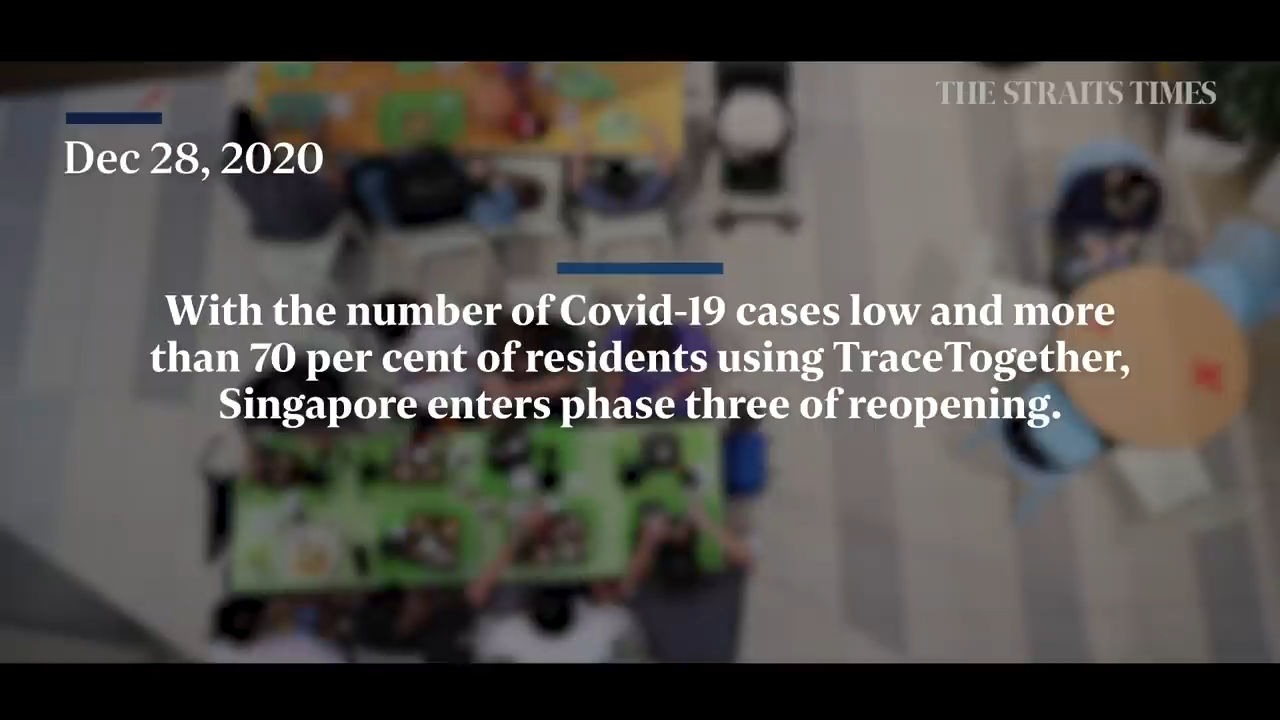 THE STRAITS TIMES
Dec 28, 2020
With the number of Covid-19 cases low and more
than 70 per cent of residents using TraceTogether,
Singapore enters phase three of reopening.